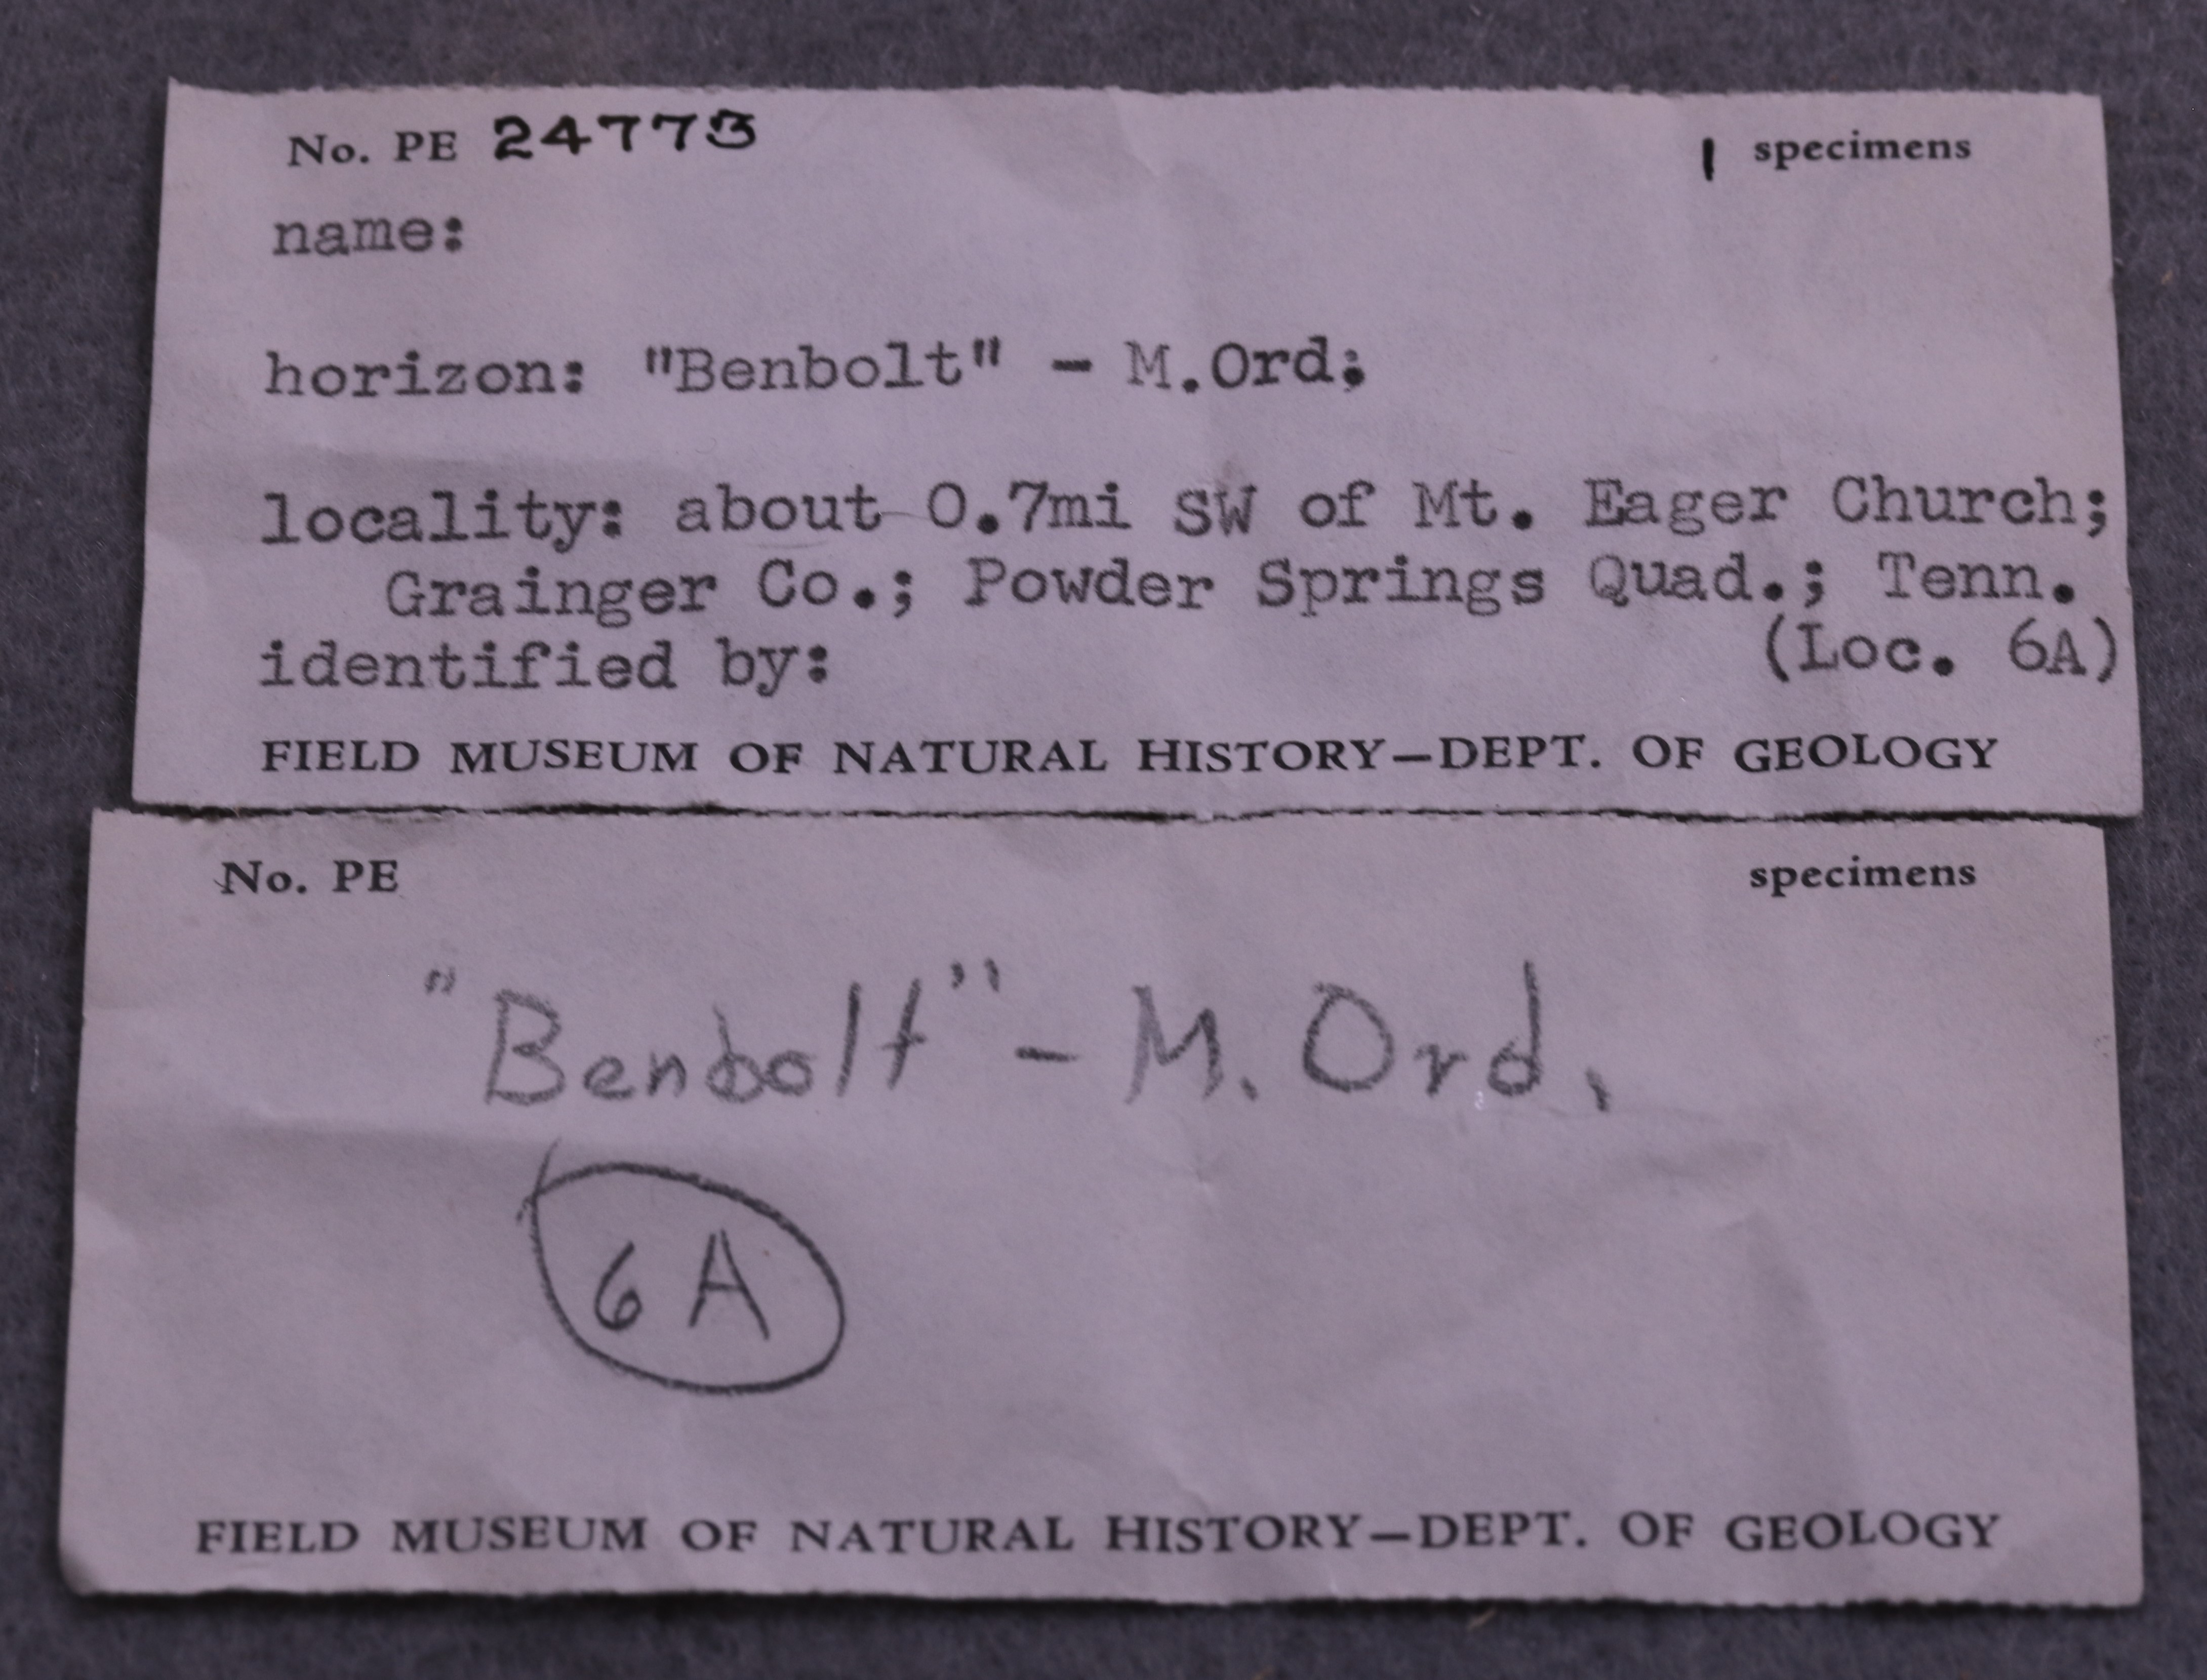 No. PE 24773 1 specimens
name:
horizon: "Benbolt" - M.Ord;
locality: about 0.7mi SW of Mt. Eager Church;
Grainger Co.; Powder Springs Quad.; Tenn.
identified by: (Loc. 6A)
FIELD MUSEUM OF NATURAL HISTORY—DEPT. OF GEOLOGY
No. PE specimens
"Benbolt" - M. Ord.
6A
FIELD MUSEUM OF NATURAL HISTORY—DEPT. OF GEOLOGY